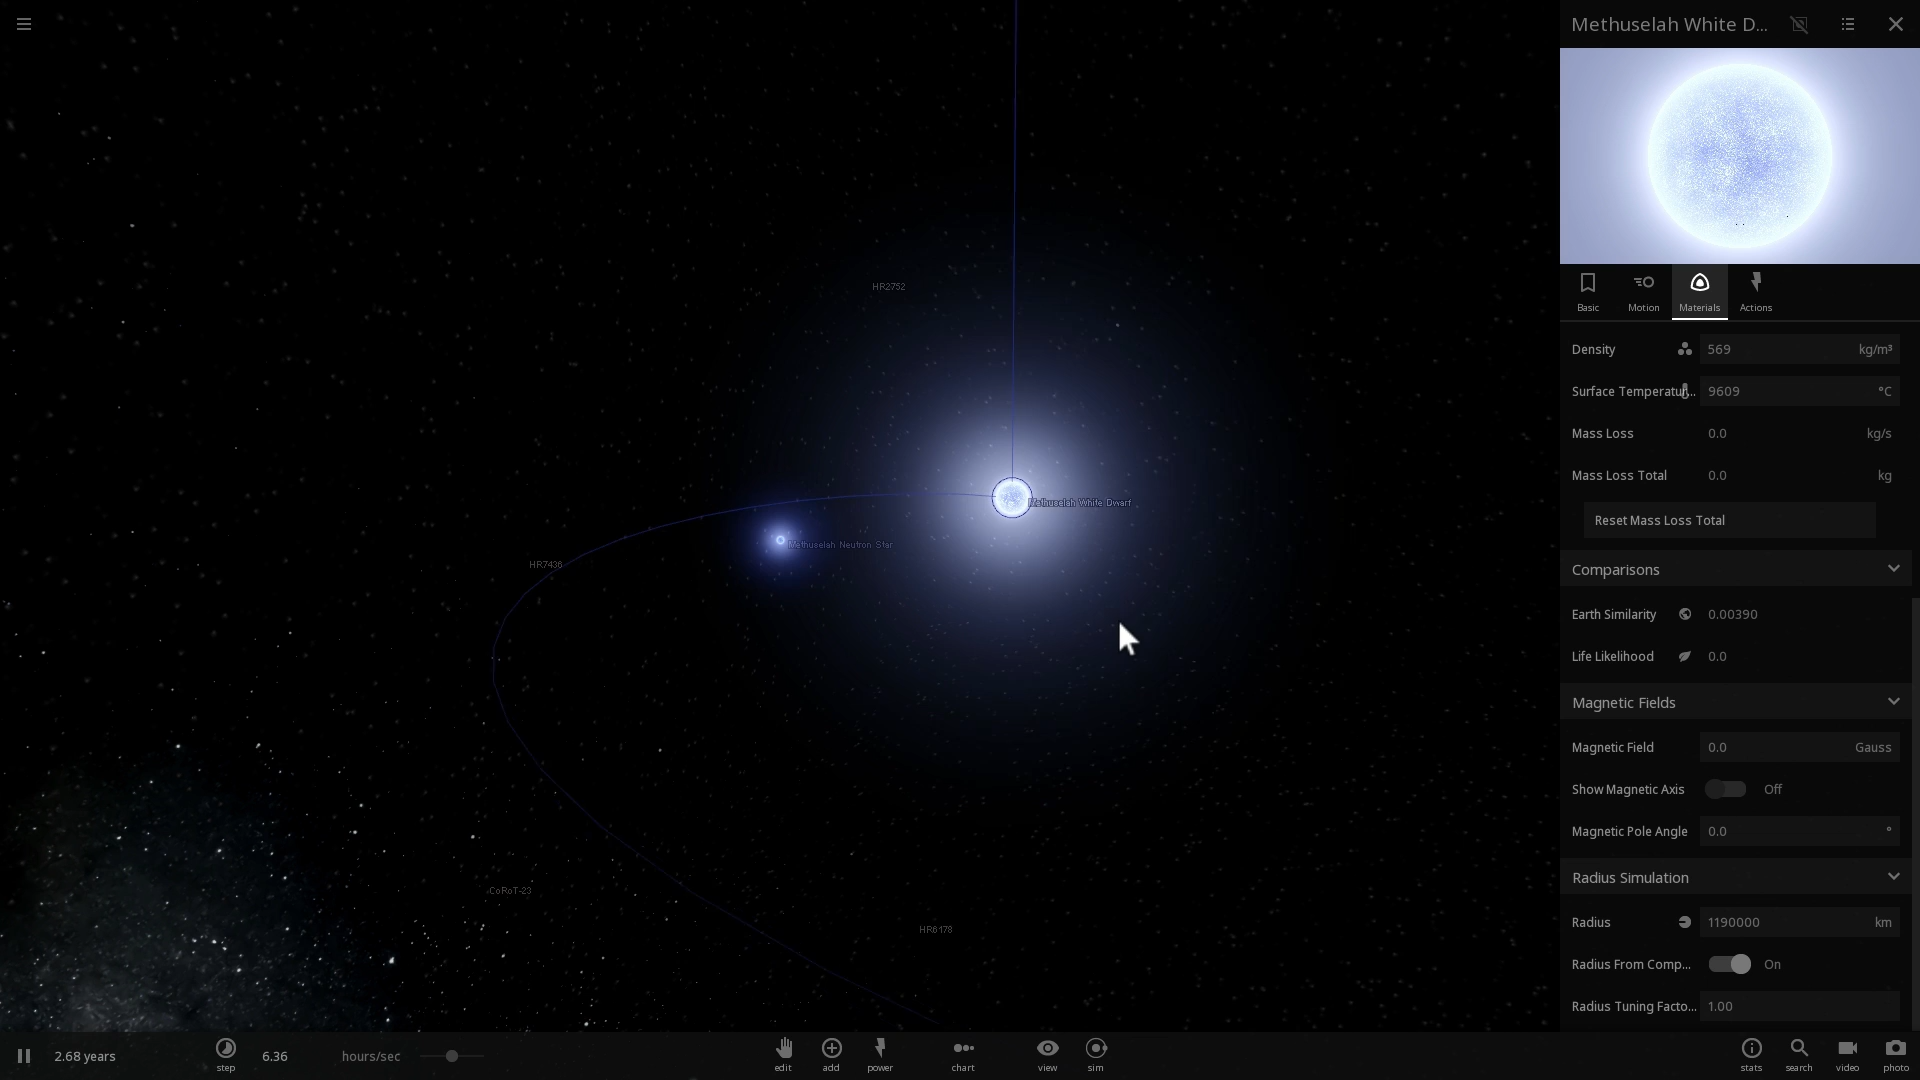 Methuselah White D...
Basic
Motion
Materials
Actions
Density
569
kg/m³
Surface Temperatur...
9609
°C
Mass Loss
0.0
kg/s
Mass Loss Total
0.0
kg
Reset Mass Loss Total
Comparisons
Earth Similarity
0.00390
Life Likelihood
0.0
Magnetic Fields
Magnetic Field
0.0
Gauss
Show Magnetic Axis
Off
Magnetic Pole Angle
0.0
°
Radius Simulation
Radius
1190000
km
Radius From Comp...
On
Radius Tuning Facto...
1.00
HR2752
Methuselah White Dwarf
Methuselah Neutron Star
HR7436
CoRoT-23
HR6178
2.68 years
step
6.36
hours/sec
edit
add
power
chart
view
sim
stats
search
video
photo